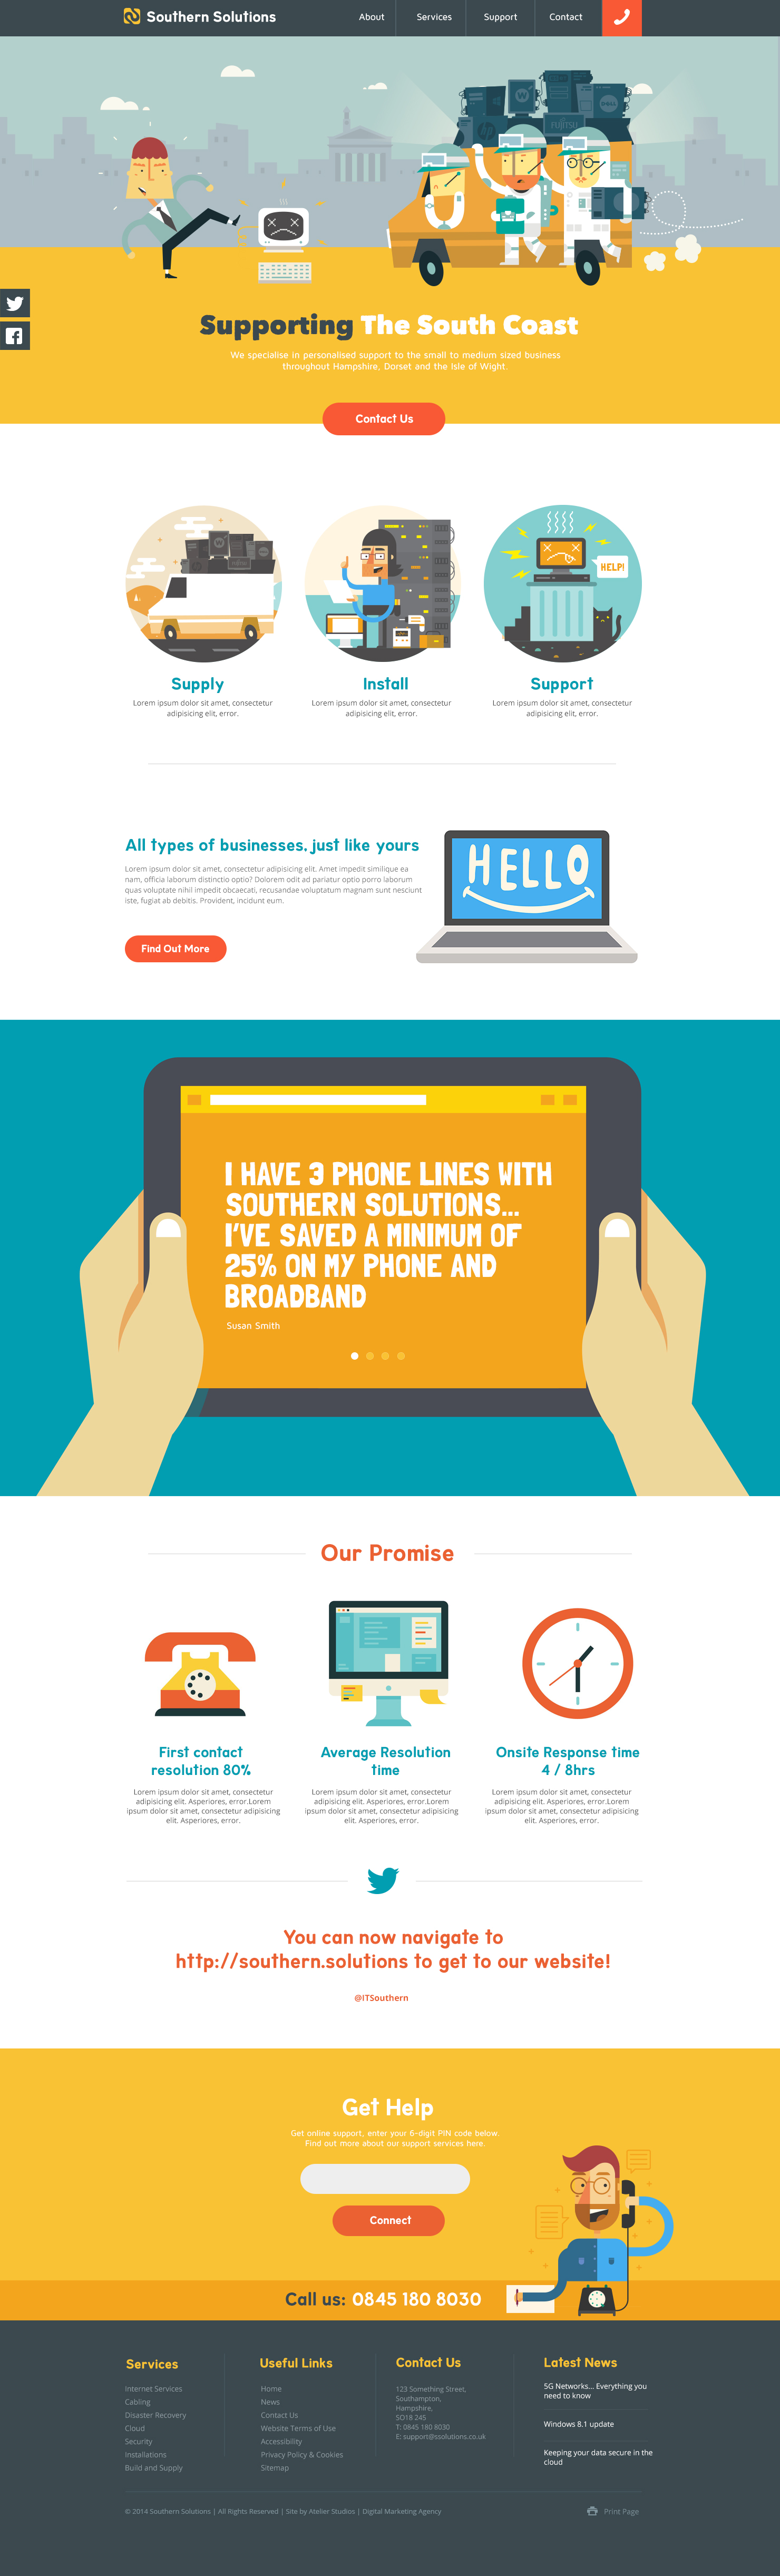 Southern Solutions
About
Services
Support
Contact
W
hp
FUJITSU
DELL
Supporting The South Coast
We specialise in personalised support to the small to medium sized business
throughout Hampshire, Dorset and the Isle of Wight.
Contact Us
HELP!
Supply
Lorem ipsum dolor sit amet, consectetur
adipisicing elit, error.
Install
Lorem ipsum dolor sit amet, consectetur
adipisicing elit, error.
Support
Lorem ipsum dolor sit amet, consectetur
adipisicing elit, error.
All types of businesses, just like yours
Lorem ipsum dolor sit amet, consectetur adipisicing elit. Amet impedit similique ea
nam, officia laborum distinctio optio? Dolorem odit ad pariatur optio porro laborum
quas voluptate nihil impedit obcaecati, recusandae voluptatum magnam sunt nesciunt
iste, fugiat ab debitis. Provident, incidunt eum.
Find Out More
HELLO
I HAVE 3 PHONE LINES WITH
SOUTHERN SOLUTIONS...
I'VE SAVED A MINIMUM OF
25% ON MY PHONE AND
BROADBAND
Susan Smith
Our Promise
First contact
resolution 80%
Lorem ipsum dolor sit amet, consectetur
adipisicing elit. Asperiores, error.Lorem
ipsum dolor sit amet, consectetur adipisicing
elit. Asperiores, error.
Average Resolution
time
Lorem ipsum dolor sit amet, consectetur
adipisicing elit. Asperiores, error.Lorem
ipsum dolor sit amet, consectetur adipisicing
elit. Asperiores, error.
Onsite Response time
4 / 8hrs
Lorem ipsum dolor sit amet, consectetur
adipisicing elit. Asperiores, error.Lorem
ipsum dolor sit amet, consectetur adipisicing
elit. Asperiores, error.
You can now navigate to
http://southern.solutions to get to our website!
@ITSouthern
Get Help
Get online support, enter your 6-digit PIN code below.
Find out more about our support services here.
Connect
Call us: 0845 180 8030
Services
Internet Services
Cabling
Disaster Recovery
Cloud
Security
Installations
Build and Supply
Useful Links
Home
News
Contact Us
Website Terms of Use
Accessibility
Privacy Policy & Cookies
Sitemap
Contact Us
123 Something Street,
Southampton,
Hampshire,
SO18 245
T: 0845 180 8030
E: support@ssolutions.co.uk
Latest News
5G Networks... Everything you
need to know
Windows 8.1 update
Keeping your data secure in the
cloud
© 2014 Southern Solutions | All Rights Reserved | Site by Atelier Studios | Digital Marketing Agency
Print Page